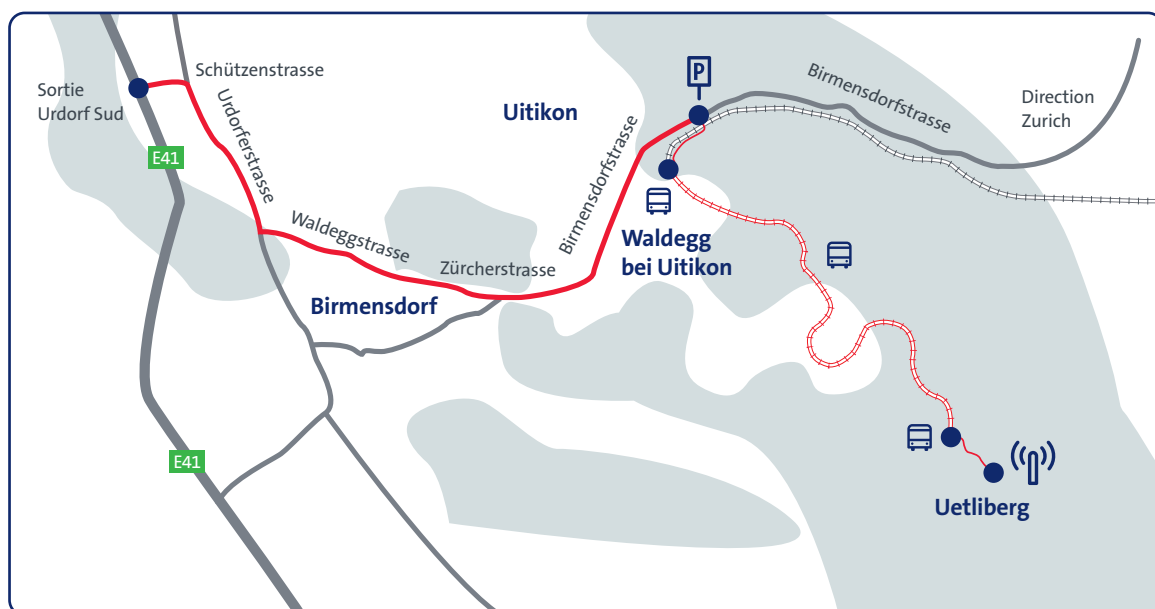 Schützenstrasse
Sortie
Urdorf Sud
E41
Urdorferstrasse
Uitikon
P
Birmensdorfstrasse
Direction
Zurich
Birmensdorfstrasse
Waldeggstrasse
Zürcherstrasse
Waldegg
bei Uitikon
Birmensdorf
E41
Uetliberg